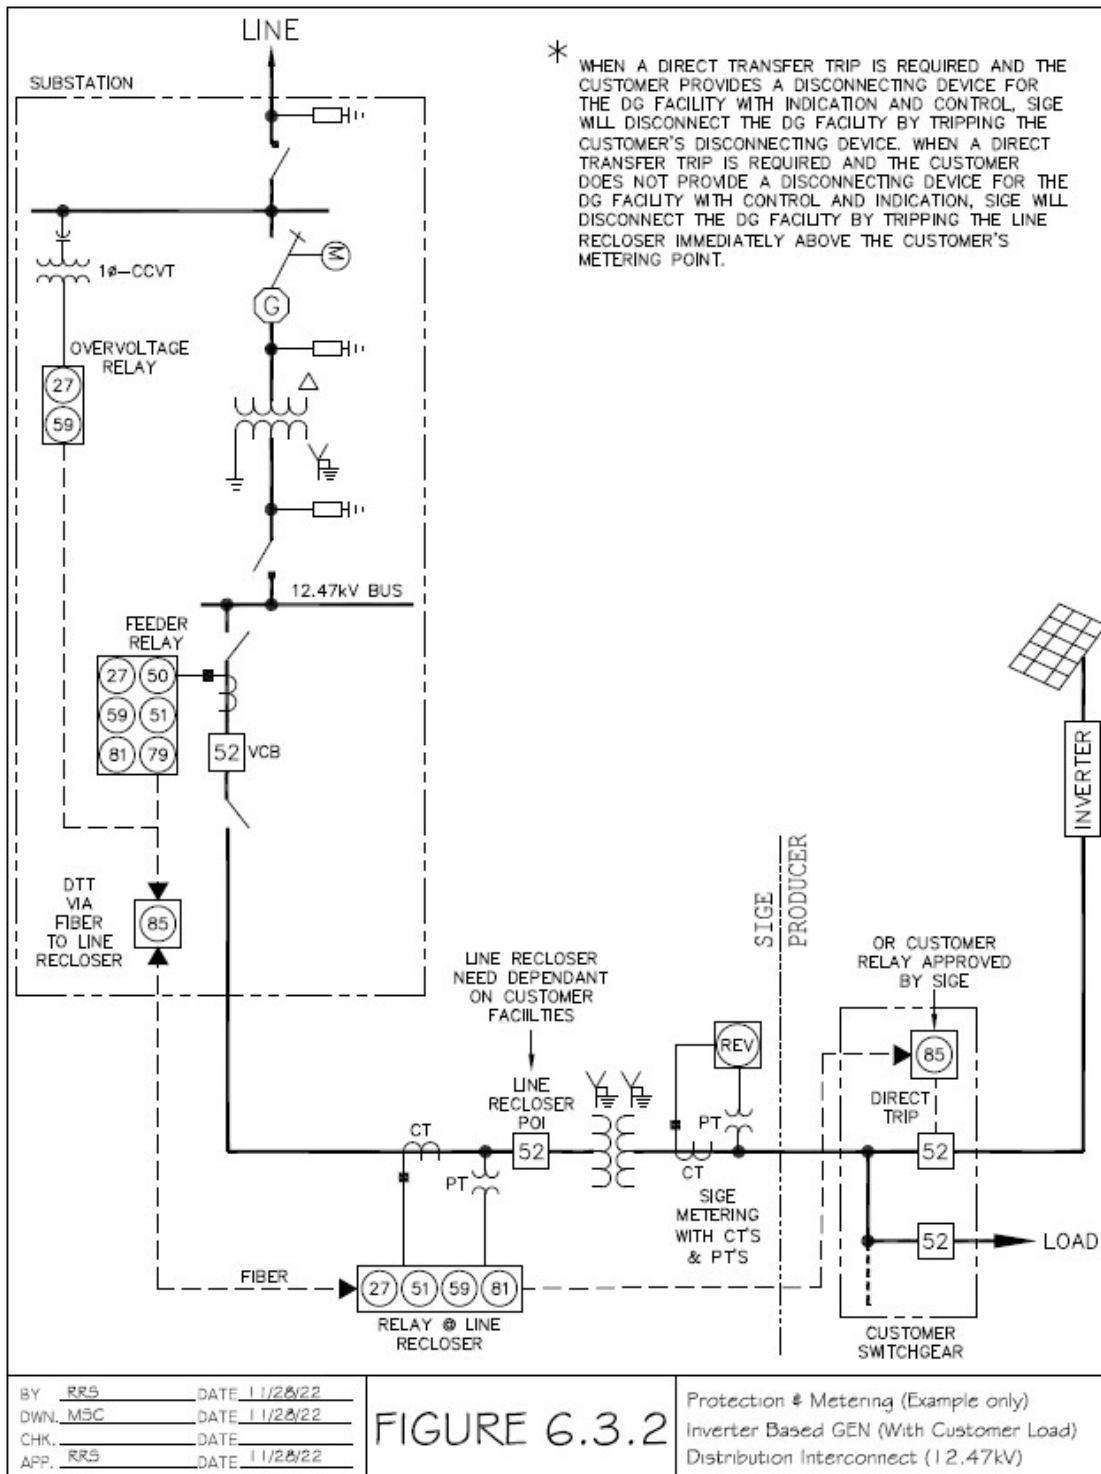 LINE
SUBSTATION
*
WHEN A DIRECT TRANSFER TRIP IS REQUIRED AND THE
CUSTOMER PROVIDES A DISCONNECTING DEVICE FOR
THE DG FACILITY WITH INDICATION AND CONTROL, SIGE
WILL DISCONNECT THE DG FACILITY BY TRIPPING THE
CUSTOMER'S DISCONNECTING DEVICE. WHEN A DIRECT
TRANSFER TRIP IS REQUIRED AND THE CUSTOMER
DOES NOT PROVIDE A DISCONNECTING DEVICE FOR THE
DG FACILITY WITH CONTROL AND INDICATION, SIGE WILL
DISCONNECT THE DG FACILITY BY TRIPPING THE LINE
RECLOSER IMMEDIATELY ABOVE THE CUSTOMER'S
METERING POINT.
M
1ø-CCVT
G
OVERVOLTAGE
RELAY
27
59
12.47kV BUS
FEEDER
RELAY
27 50
59 51
81 79
52 VCB
INVERTER
DTT
VIA
FIBER
TO LINE
RECLOSER
85
SIGE
PRODUCER
LINE RECLOSER
NEED DEPENDANT
ON CUSTOMER
FACIILTIES
OR CUSTOMER
RELAY APPROVED
BY SIGE
REV
85
LINE
RECLOSER
POI
DIRECT
TRIP
CT
PT
52
PT
CT
52
SIGE
METERING
WITH CT'S
& PT'S
52
LOAD
FIBER
27 51 59 81
RELAY @ LINE
RECLOSER
CUSTOMER
SWITCHGEAR
BY RRS DATE 11/28/22
DWN. MSC DATE 11/28/22
CHK. DATE
APP. RRS DATE 11/28/22
FIGURE 6.3.2
Protection & Metering (Example only)
Inverter Based GEN (With Customer Load)
Distribution Interconnect (12.47kV)